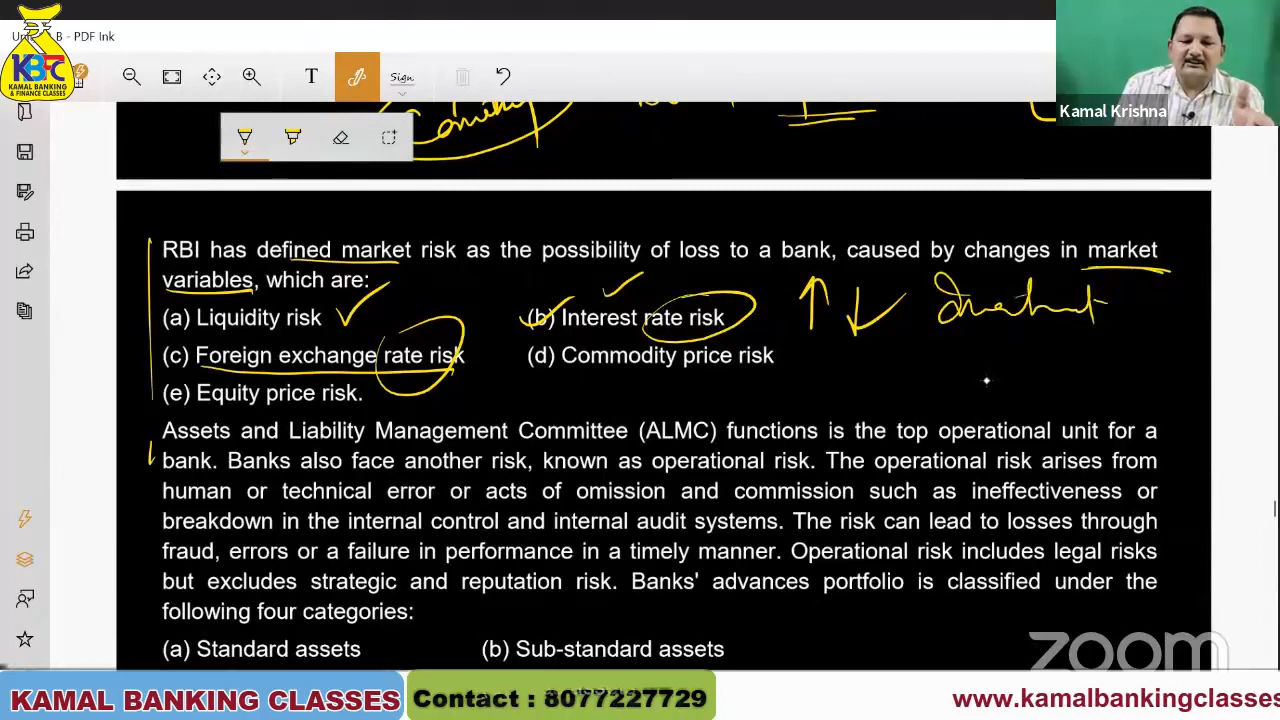 B - PDF Ink
KB C
KAMAL BANKING
& FINANCE CLASSES
T
Sign
Kamal Krishna
RBI has defined market risk as the possibility of loss to a bank, caused by changes in market
variables, which are:
(a) Liquidity risk (b) Interest rate risk
(c) Foreign exchange rate risk (d) Commodity price risk
(e) Equity price risk.
Assets and Liability Management Committee (ALMC) functions is the top operational unit for a
bank. Banks also face another risk, known as operational risk. The operational risk arises from
human or technical error or acts of omission and commission such as ineffectiveness or
breakdown in the internal control and internal audit systems. The risk can lead to losses through
fraud, errors or a failure in performance in a timely manner. Operational risk includes legal risks
but excludes strategic and reputation risk. Banks' advances portfolio is classified under the
following four categories:
(a) Standard assets (b) Sub-standard assets
zoom
KAMAL BANKING CLASSES Contact : 8077227729 www.kamalbankingclasses